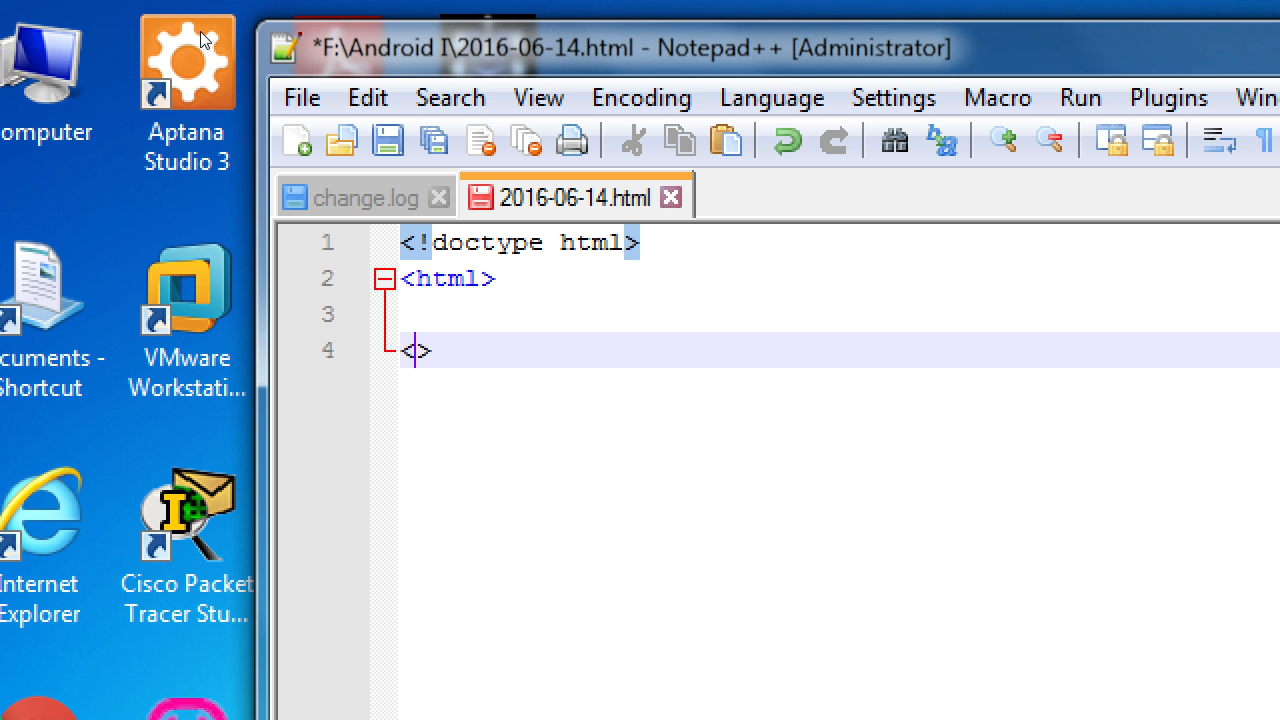 omputer
Aptana
Studio 3
cuments -
Shortcut
VMware
Workstati...
Internet
Explorer
Cisco Packet
Tracer Stu...
*F:\Android I\2016-06-14.html - Notepad++ [Administrator]
File Edit Search View Encoding Language Settings Macro Run Plugins Win
change.log 2016-06-14.html
1 <!doctype html>
2 <html>
3
4 <>